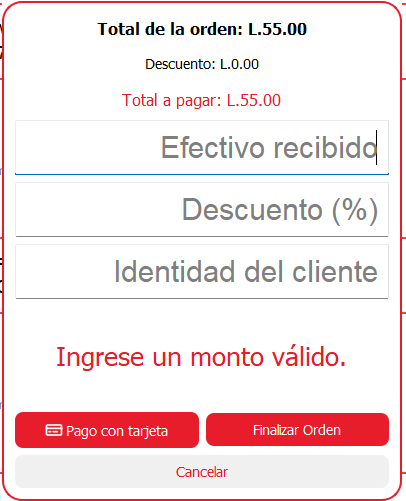 Total de la orden: L.55.00
Descuento: L.0.00
Total a pagar: L.55.00
Efectivo recibido
Descuento (%)
Identidad del cliente
Ingrese un monto válido.
Pago con tarjeta
Finalizar Orden
Cancelar